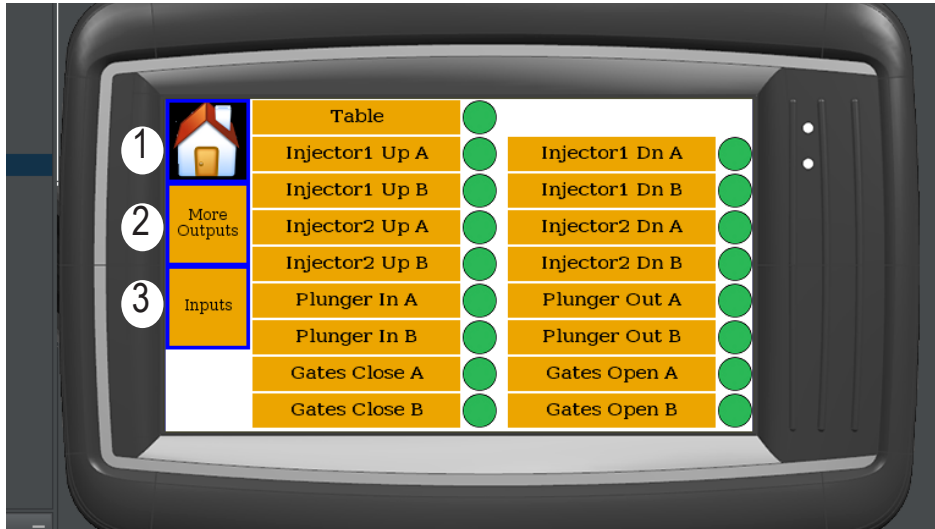 1
2
3
More
Outputs
Inputs
Table
Injector1 Up A
Injector1 Dn A
Injector1 Up B
Injector1 Dn B
Injector2 Up A
Injector2 Dn A
Injector2 Up B
Injector2 Dn B
Plunger In A
Plunger Out A
Plunger In B
Plunger Out B
Gates Close A
Gates Open A
Gates Close B
Gates Open B